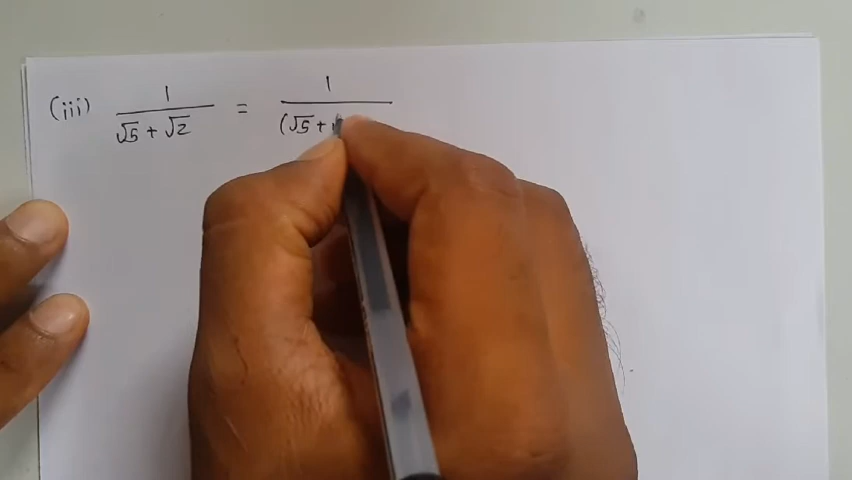 (iii) 1/(√5 + √2) = 1/((√5 +